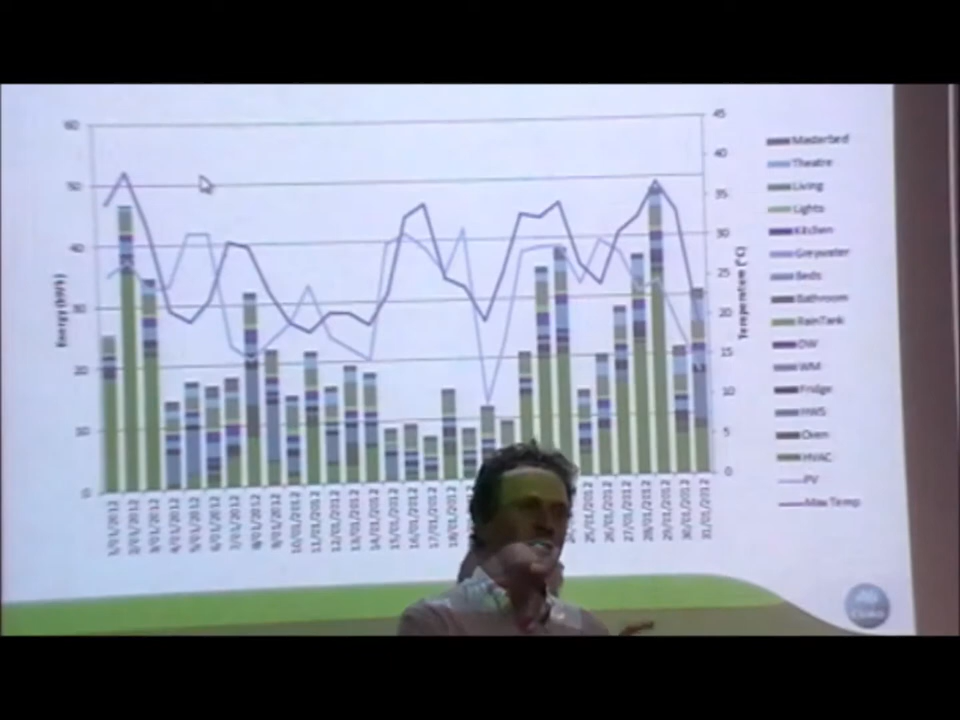 60
50
40
30
20
10
0
Energy (kWh)
45
40
35
30
25
20
15
10
5
0
Temperature (°C)
1/01/2012
2/01/2012
3/01/2012
4/01/2012
5/01/2012
6/01/2012
7/01/2012
8/01/2012
9/01/2012
10/01/2012
11/01/2012
12/01/2012
13/01/2012
14/01/2012
15/01/2012
16/01/2012
17/01/2012
18/01/2012
25/01/2012
26/01/2012
27/01/2012
28/01/2012
29/01/2012
30/01/2012
31/01/2012
Masterbed
Theatre
Living
Lights
Kitchen
Greywater
Beds
Bathroom
RainTank
DW
WM
Fridge
HWS
Oven
HVAC
PV
Max Temp